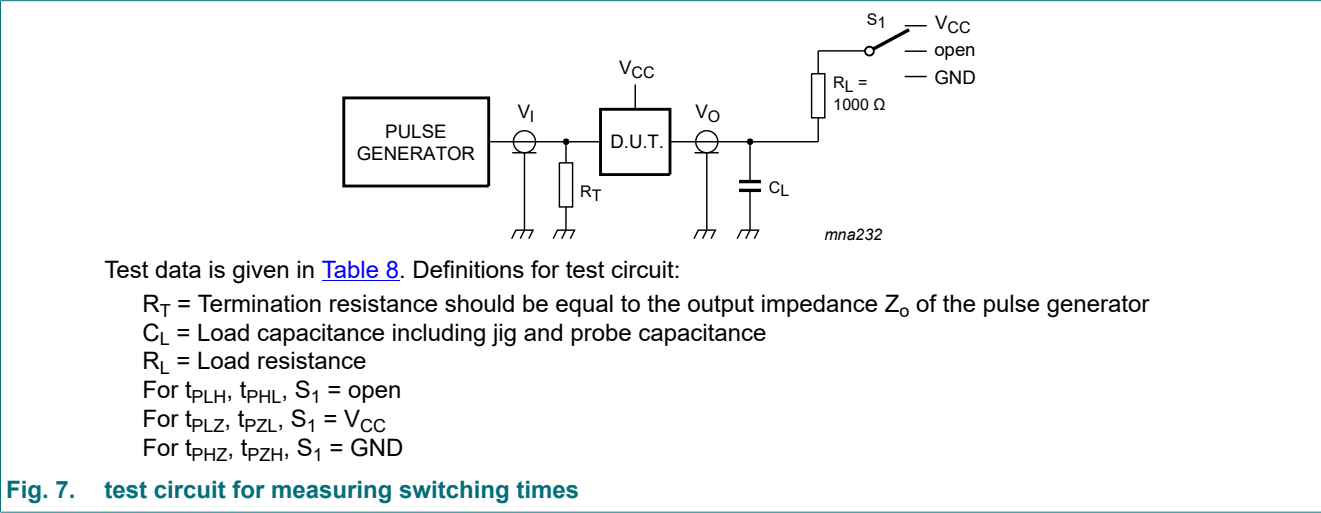 S1
VCC
open
GND
RL =
1000 Ω
VCC
VI
VO
PULSE
GENERATOR
D.U.T.
RT
CL
mna232
Test data is given in Table 8. Definitions for test circuit:
RT = Termination resistance should be equal to the output impedance Zo of the pulse generator
CL = Load capacitance including jig and probe capacitance
RL = Load resistance
For tPLH, tPHL, S1 = open
For tPLZ, tPZL, S1 = VCC
For tPHZ, tPZH, S1 = GND
Fig. 7. test circuit for measuring switching times